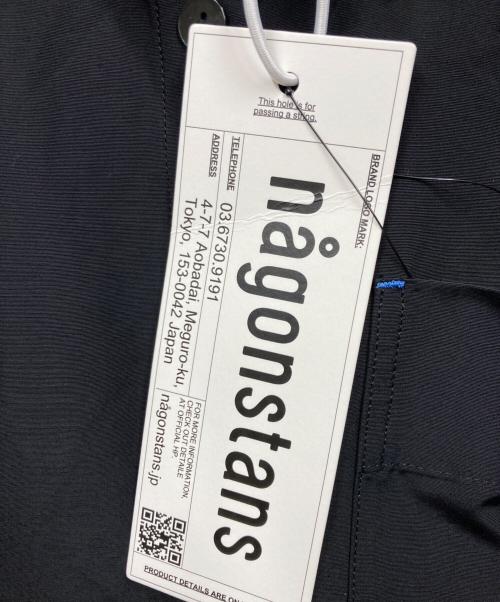 This hole is for
passing a string.
BRAND LOGO MARK:
någonstans
TELEPHONE
03.6730.9191
ADDRESS
4-7-7 Aobadai, Meguro-ku,
Tokyo, 153-0042 Japan
FOR MORE INFORMATION,
CHECK OUT DETAILE
AT OFFICIAL HP.
någonstans.jp
PRODUCT DETAILS ARE ON